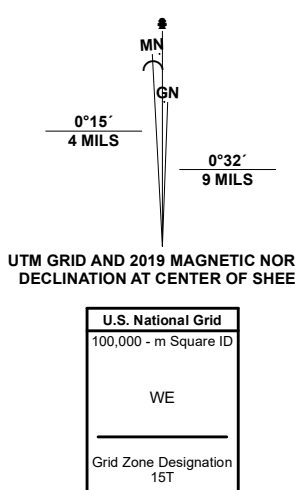 MN
GN
0°15´
4 MILS
0°32´
9 MILS
UTM GRID AND 2019 MAGNETIC NOR
DECLINATION AT CENTER OF SHEE
U.S. National Grid
100,000 - m Square ID
WE
Grid Zone Designation
15T